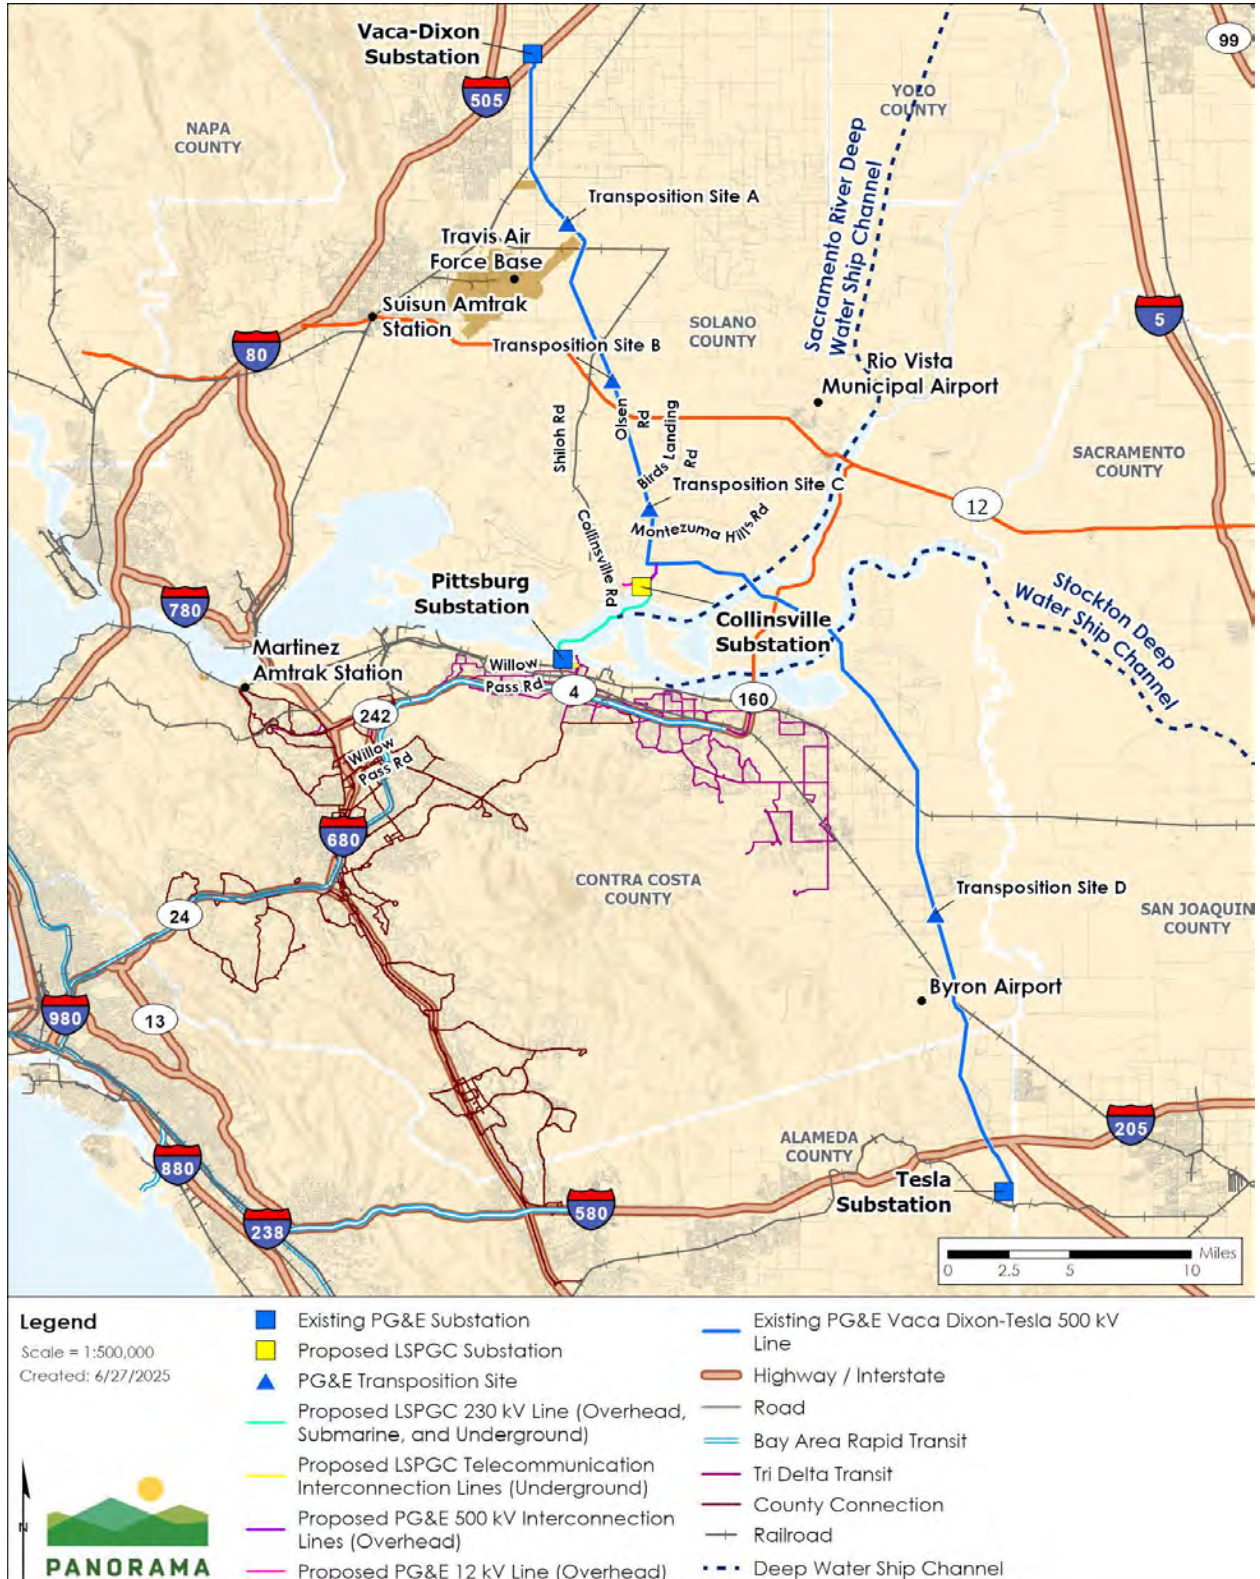 Vaca-Dixon
Substation
99
505
YOLO
COUNTY
NAPA
COUNTY
Sacramento River Deep
Water Ship Channel
Transposition Site A
Travis Air
Force Base
Suisun Amtrak
Station
5
80
SOLANO
COUNTY
Transposition Site B
Rio Vista
Municipal Airport
Olsen
Rd
Shiloh Rd
Birds Landing
Rd
SACRAMENTO
COUNTY
Transposition Site C
12
Montezuma Hills Rd
Collinsville Rd
Pittsburg
Substation
780
Stockton Deep
Water Ship Channel
Collinsville
Substation
Martinez
Amtrak Station
Willow
Pass Rd
4
160
242
Willow
Pass Rd
680
CONTRA COSTA
COUNTY
Transposition Site D
24
SAN JOAQUIN
COUNTY
Byron Airport
980
13
205
ALAMEDA
COUNTY
880
Tesla
Substation
580
238
Miles
0 2.5 5 10
Legend
Scale = 1:500,000
Created: 6/27/2025
N
PANORAMA
Existing PG&E Substation
Proposed LSPGC Substation
PG&E Transposition Site
Proposed LSPGC 230 kV Line (Overhead,
Submarine, and Underground)
Proposed LSPGC Telecommunication
Interconnection Lines (Underground)
Proposed PG&E 500 kV Interconnection
Lines (Overhead)
Proposed PG&E 12 kV Line (Overhead)
Existing PG&E Vaca Dixon-Tesla 500 kV
Line
Highway / Interstate
Road
Bay Area Rapid Transit
Tri Delta Transit
County Connection
Railroad
Deep Water Ship Channel